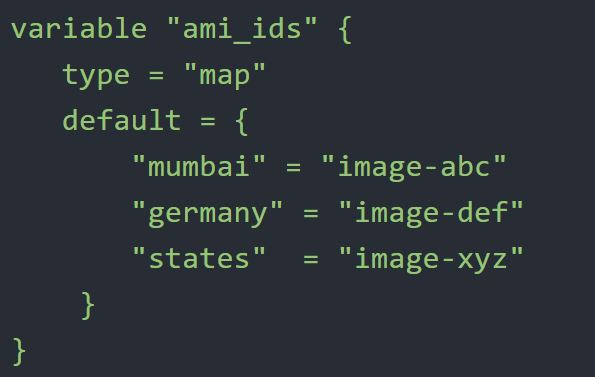 variable "ami_ids" {
   type = "map"
   default = {
       "mumbai" = "image-abc"
       "germany" = "image-def"
       "states"  = "image-xyz"
    }
}